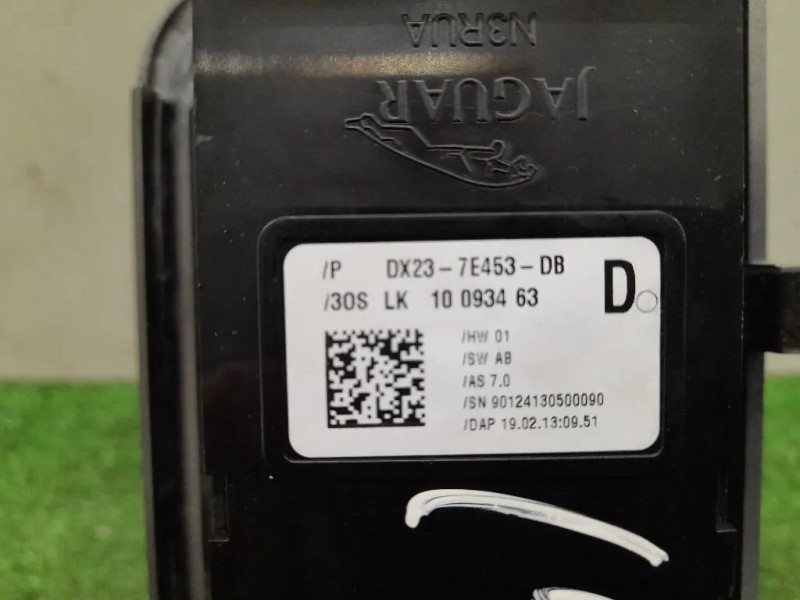 N3RUA
JAGUAR
/P DX23-7E453-DB
/30S LK 10 0934 63
D
/HW 01
/SW AB
/AS 7.0
/SN 90124130500090
/DAP 19.02.13:09.51